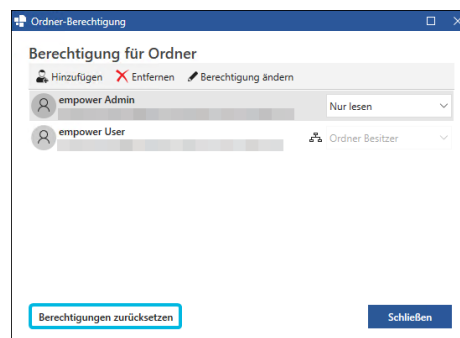 Ordner-Berechtigung
Berechtigung für Ordner
Hinzufügen Entfernen Berechtigung ändern
empower Admin
Nur lesen
empower User
Ordner Besitzer
Berechtigungen zurücksetzen Schließen